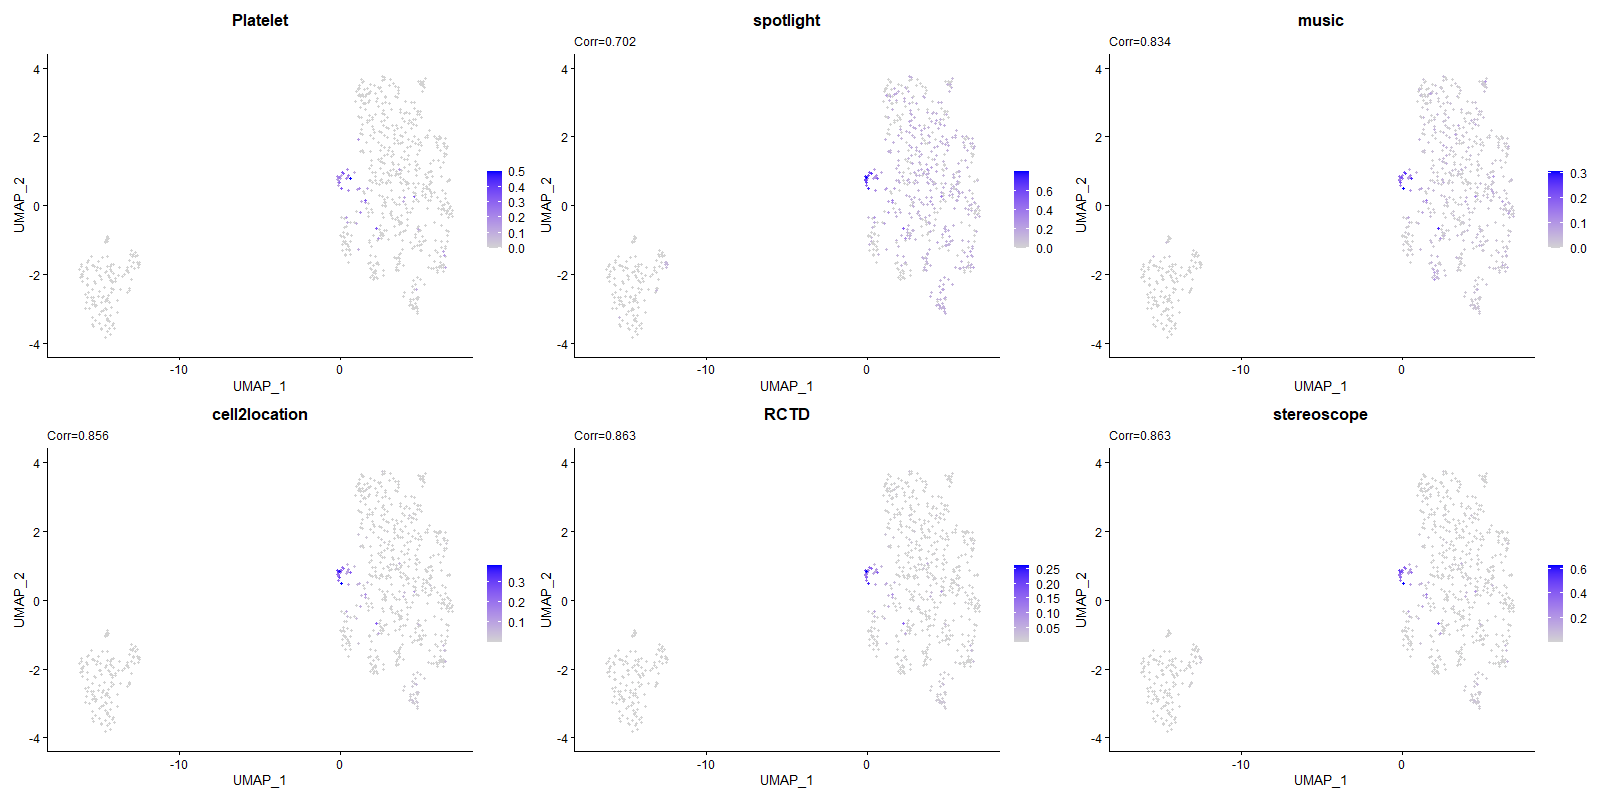 Platelet
4
2
0
-2
-4
UMAP_2
-10
0
UMAP_1
0.5
0.4
0.3
0.2
0.1
0.0
spotlight
Corr=0.702
4
2
0
-2
-4
UMAP_2
-10
0
UMAP_1
0.6
0.4
0.2
0.0
music
Corr=0.834
4
2
0
-2
-4
UMAP_2
-10
0
UMAP_1
0.3
0.2
0.1
0.0
cell2location
Corr=0.856
4
2
0
-2
-4
UMAP_2
-10
0
UMAP_1
0.3
0.2
0.1
RCTD
Corr=0.863
4
2
0
-2
-4
UMAP_2
-10
0
UMAP_1
0.25
0.20
0.15
0.10
0.05
stereoscope
Corr=0.863
4
2
0
-2
-4
UMAP_2
-10
0
UMAP_1
0.6
0.4
0.2